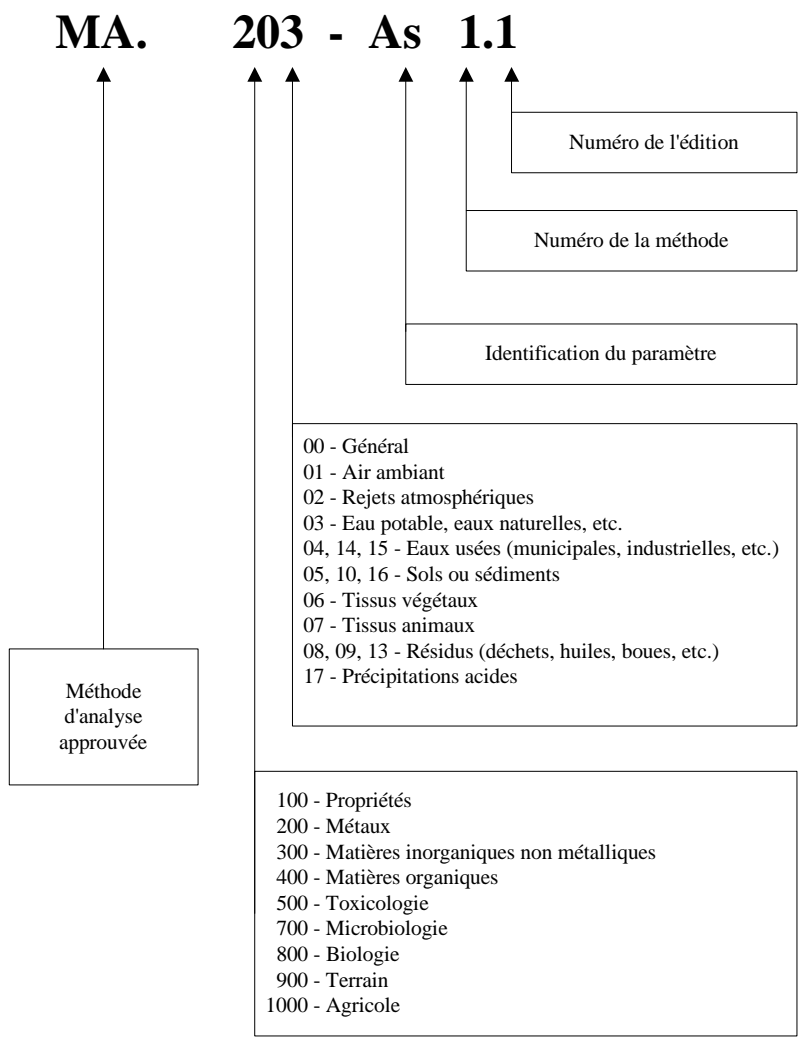 MA. 203 - As 1.1
Numéro de l'édition
Numéro de la méthode
Identification du paramètre
00 - Général
01 - Air ambiant
02 - Rejets atmosphériques
03 - Eau potable, eaux naturelles, etc.
04, 14, 15 - Eaux usées (municipales, industrielles, etc.)
05, 10, 16 - Sols ou sédiments
06 - Tissus végétaux
07 - Tissus animaux
08, 09, 13 - Résidus (déchets, huiles, boues, etc.)
17 - Précipitations acides
Méthode
d'analyse
approuvée
100 - Propriétés
200 - Métaux
300 - Matières inorganiques non métalliques
400 - Matières organiques
500 - Toxicologie
700 - Microbiologie
800 - Biologie
900 - Terrain
1000 - Agricole